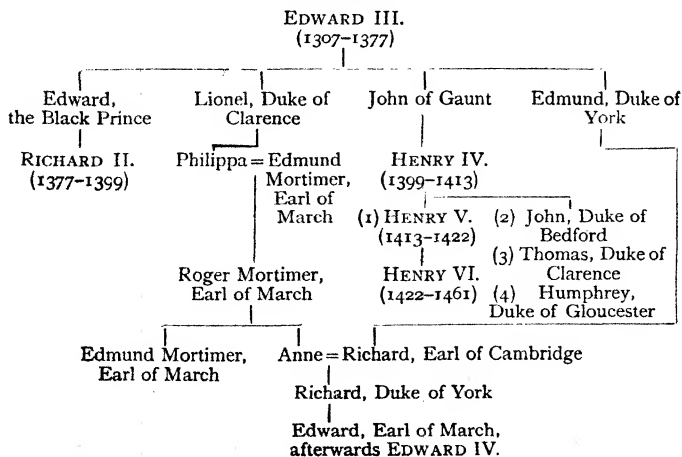 EDWARD III.
(1307–1377)
Edward,
the Black Prince
Lionel, Duke of
Clarence
John of Gaunt
Edmund, Duke of
York
RICHARD II.
(1377–1399)
Philippa = Edmund
Mortimer,
Earl of
March
HENRY IV.
(1399–1413)
(1) HENRY V.
(1413–1422)
(2) John, Duke of
Bedford
(3) Thomas, Duke of
Clarence
(4) Humphrey,
Duke of Gloucester
HENRY VI.
(1422–1461)
Roger Mortimer,
Earl of March
Edmund Mortimer,
Earl of March
Anne = Richard, Earl of Cambridge
Richard, Duke of York
Edward, Earl of March,
afterwards EDWARD IV.